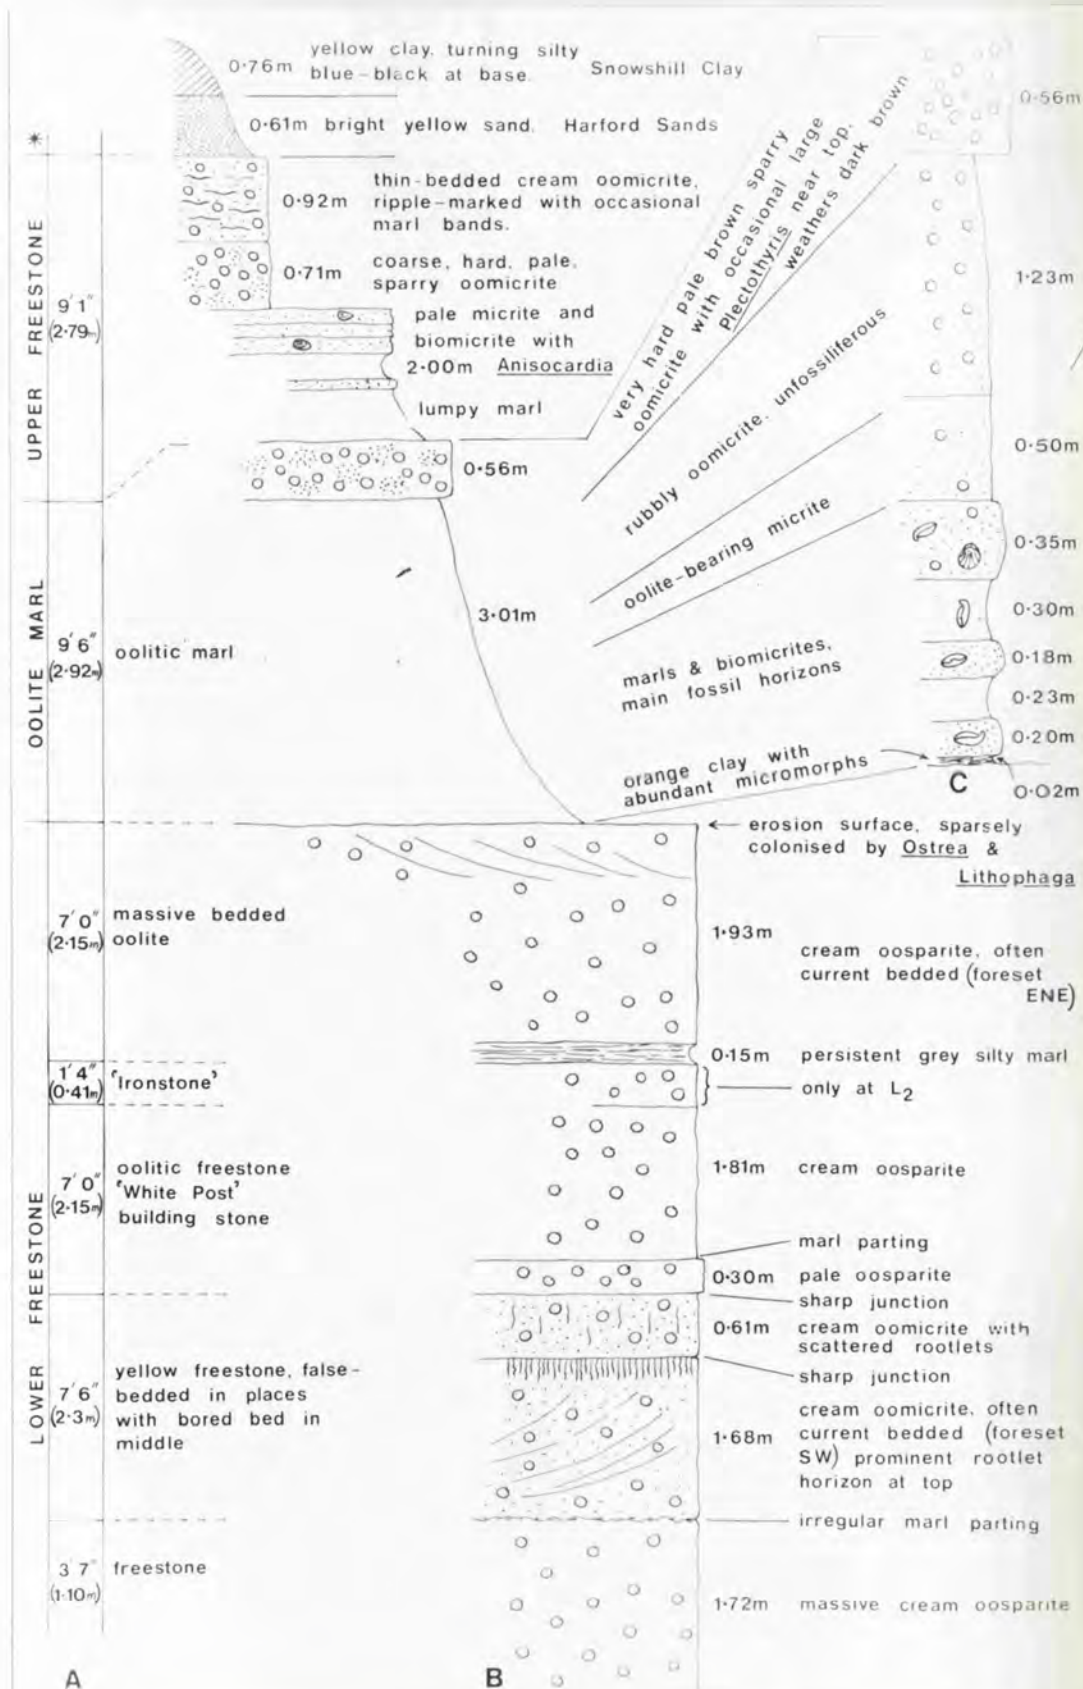 0·76m
yellow clay, turning silty
blue-black at base.
Snowshill Clay
0·61m bright yellow sand. Harford Sands
*
0·92m
thin-bedded cream oomicrite,
ripple-marked with occasional
marl bands.
0·71m
coarse, hard, pale,
sparry oomicrite
pale micrite and
biomicrite with
2·00m Anisocardia
lumpy marl
0·56m
UPPER FREESTONE
9' 1"
(2·79m)
very hard pale brown sparry
oomicrite with occasional large
Plectothyris near top,
weathers dark brown
rubbly oomicrite, unfossiliferous
oolite-bearing micrite
marls & biomicrites,
main fossil horizons
orange clay with
abundant micromorphs
0·56m
1·23m
0·50m
0·35m
0·30m
0·18m
0·23m
0·20m
0·02m
C
OOLITE MARL
9' 6"
(2·92m)
oolitic marl
3·01m
erosion surface, sparsely
colonised by Ostrea &
Lithophaga
LOWER FREESTONE
7' 0"
(2·15m)
massive bedded
oolite
1·93m
cream oosparite, often
current bedded (foreset
ENE)
0·15m persistent grey silty marl
1' 4"
(0·41m)
'Ironstone'
only at L2
7' 0"
(2·15m)
oolitic freestone
'White Post'
building stone
1·81m cream oosparite
marl parting
0·30m pale oosparite
sharp junction
0·61m cream oomicrite with
scattered rootlets
sharp junction
7' 6"
(2·3m)
yellow freestone, false-
bedded in places
with bored bed in
middle
1·68m
cream oomicrite, often
current bedded (foreset
SW) prominent rootlet
horizon at top
irregular marl parting
3' 7"
(1·10m)
freestone
1·72m massive cream oosparite
A
B